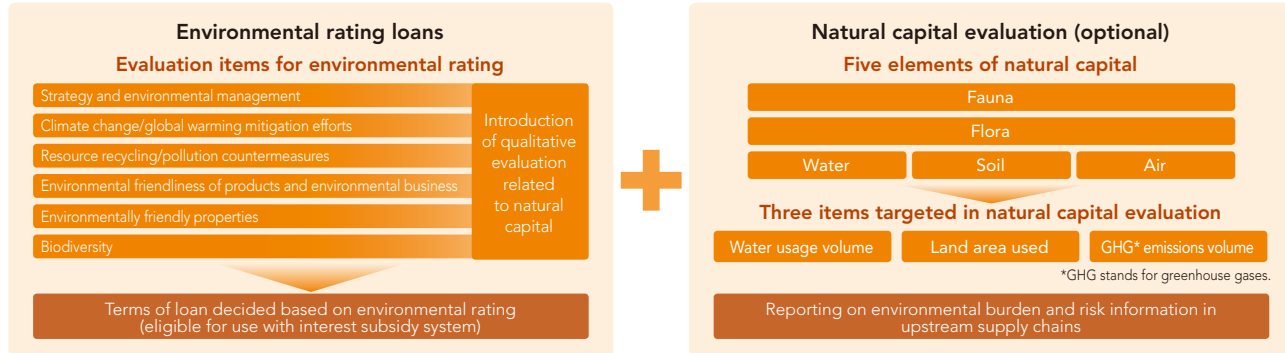 Environmental rating loans
Evaluation items for environmental rating
Strategy and environmental management
Climate change/global warming mitigation efforts
Resource recycling/pollution countermeasures
Environmental friendliness of products and environmental business
Environmentally friendly properties
Biodiversity
Introduction
of qualitative
evaluation
related
to natural
capital
Terms of loan decided based on environmental rating
(eligible for use with interest subsidy system)
Natural capital evaluation (optional)
Five elements of natural capital
Fauna
Flora
Water Soil Air
Three items targeted in natural capital evaluation
Water usage volume Land area used GHG* emissions volume
*GHG stands for greenhouse gases.
Reporting on environmental burden and risk information in
upstream supply chains